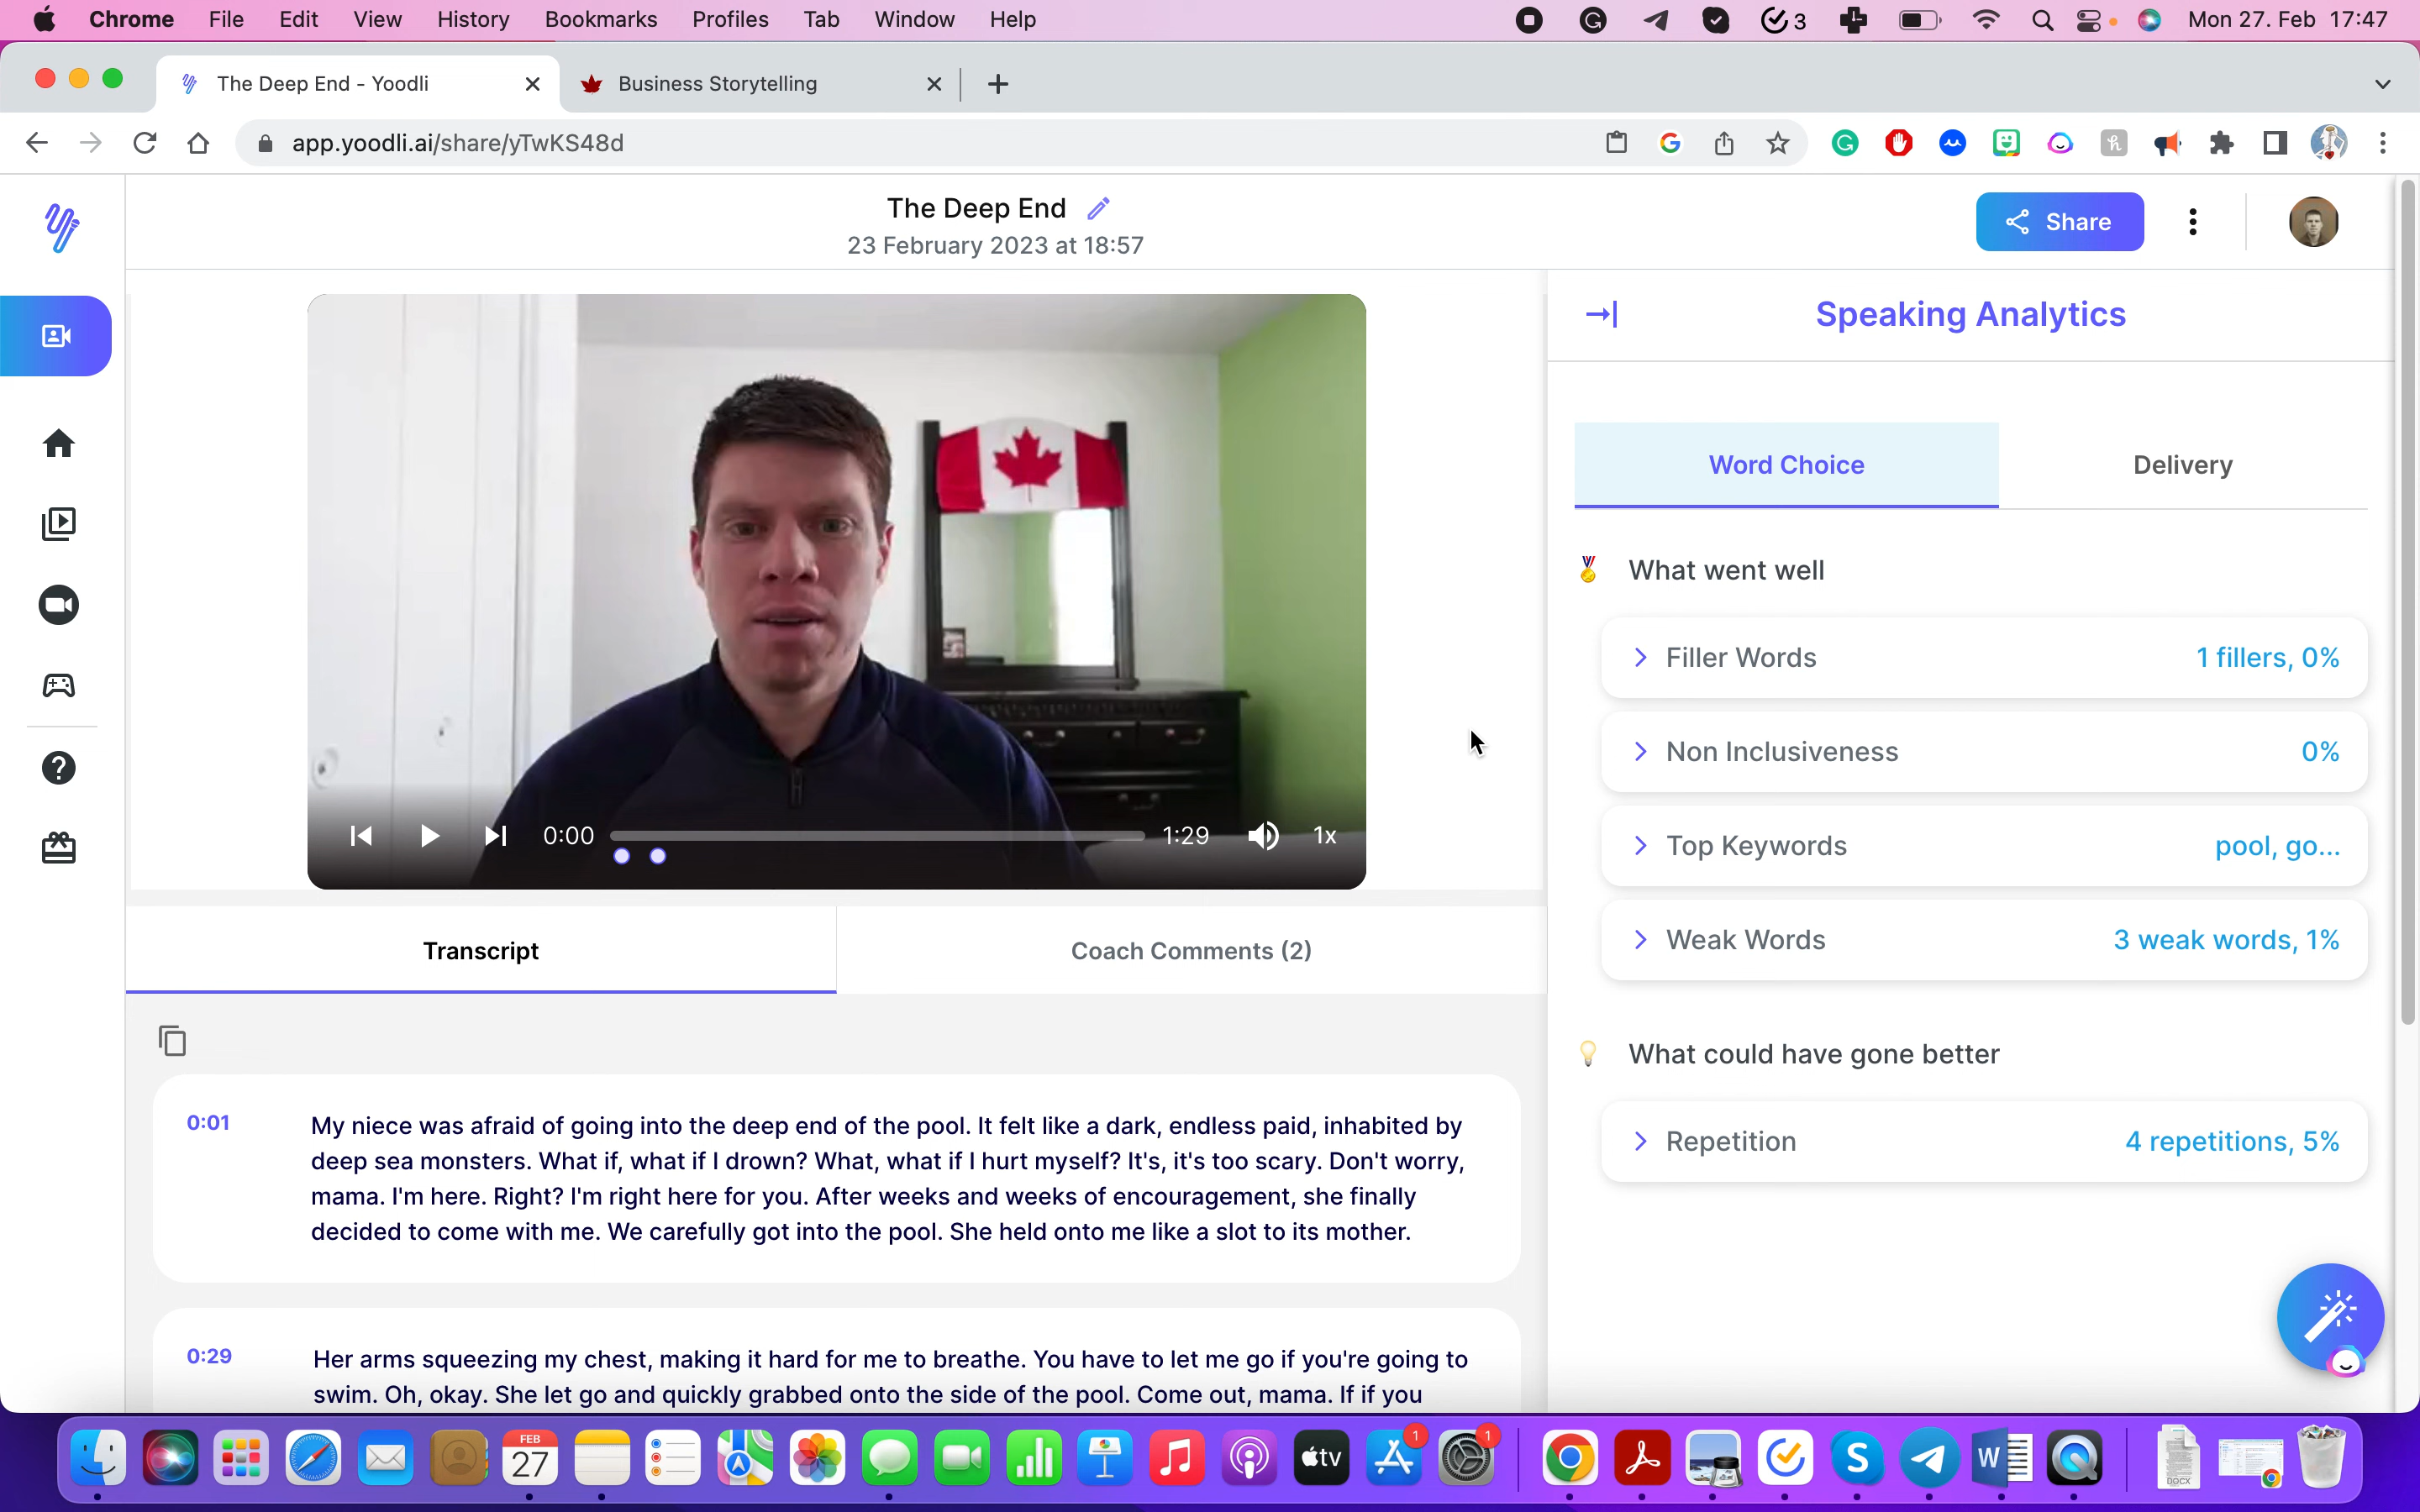 Chrome File Edit View History Bookmarks Profiles Tab Window Help 3 Mon 27. Feb 17:47
The Deep End - Yoodli Business Storytelling
app.yoodli.ai/share/yTwKS48d
The Deep End
23 February 2023 at 18:57
Share
Speaking Analytics
Word Choice Delivery
What went well
Filler Words 1 fillers, 0%
Non Inclusiveness 0%
Top Keywords pool, go...
Weak Words 3 weak words, 1%
What could have gone better
Repetition 4 repetitions, 5%
0:00 1:29 1x
Transcript Coach Comments (2)
0:01 My niece was afraid of going into the deep end of the pool. It felt like a dark, endless paid, inhabited by
deep sea monsters. What if, what if I drown? What, what if I hurt myself? It's, it's too scary. Don't worry,
mama. I'm here. Right? I'm right here for you. After weeks and weeks of encouragement, she finally
decided to come with me. We carefully got into the pool. She held onto me like a slot to its mother.
0:29 Her arms squeezing my chest, making it hard for me to breathe. You have to let me go if you're going to
swim. Oh, okay. She let go and quickly grabbed onto the side of the pool. Come out, mama. If if you
FEB
27
tv
1
1
S
W
DOCX